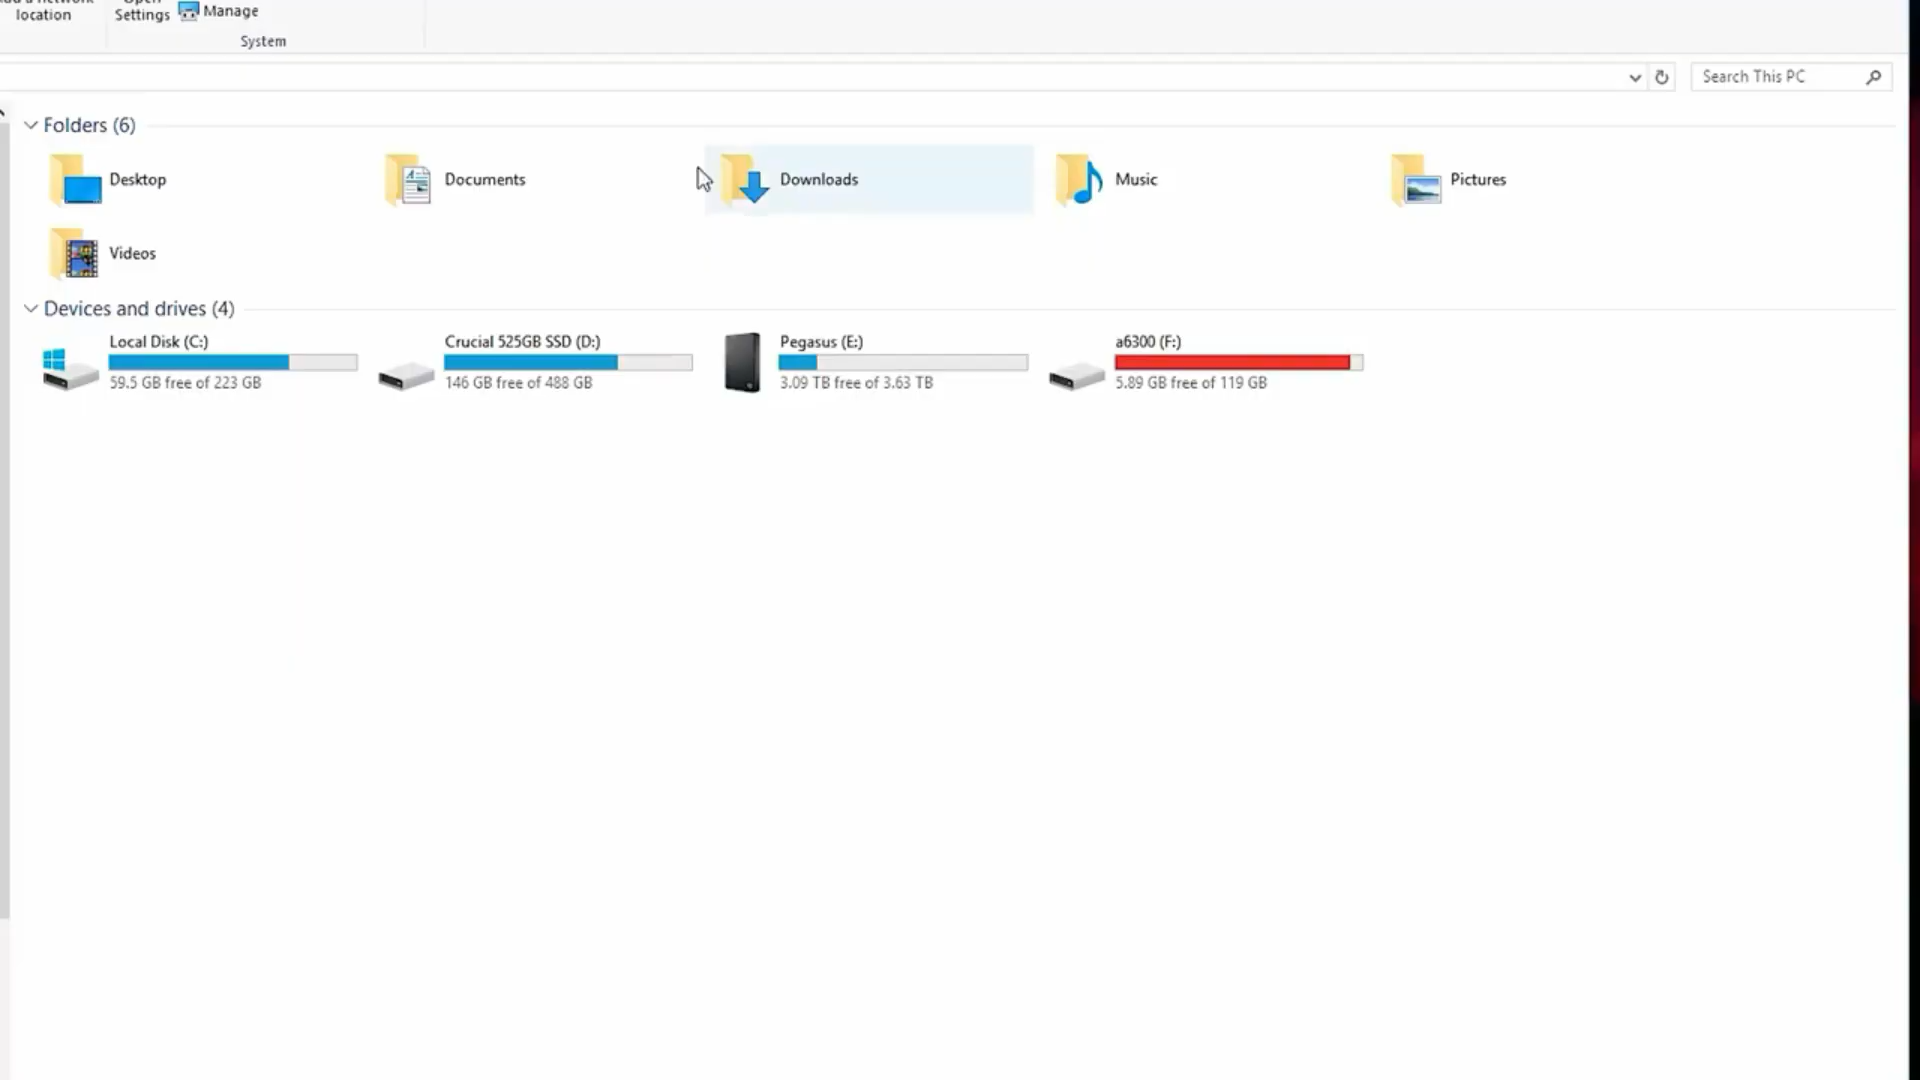 location
Settings
Manage
System
Search This PC
Folders (6)
Desktop
Documents
Downloads
Music
Pictures
Videos
Devices and drives (4)
Local Disk (C:)
59.5 GB free of 223 GB
Crucial 525GB SSD (D:)
146 GB free of 488 GB
Pegasus (E:)
3.09 TB free of 3.63 TB
a6300 (F:)
5.89 GB free of 119 GB